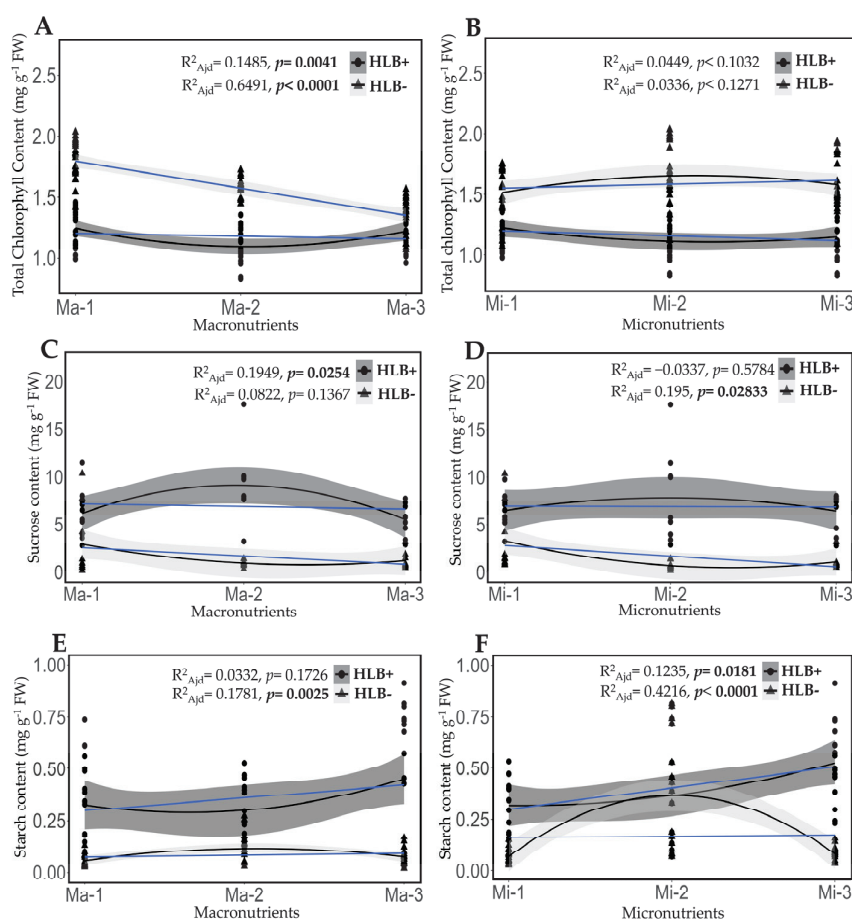 A
R²Ajd= 0.1485, p= 0.0041 HLB+
R²Ajd= 0.6491, p< 0.0001 HLB-
Total Chlorophyll Content (mg g-1 FW)
2.5
2.0
1.5
1.0
Ma-1 Ma-2 Ma-3
Macronutrients
B
R²Ajd= 0.0449, p< 0.1032 HLB+
R²Ajd= 0.0336, p< 0.1271 HLB-
Total chlorophyll Content (mg g-1 FW)
2.5
2.0
1.5
1.0
Mi-1 Mi-2 Mi-3
Micronutrients
C
R²Ajd= 0.1949, p= 0.0254 HLB+
R²Ajd= 0.0822, p= 0.1367 HLB-
Sucrose content (mg g-1 FW)
20
15
10
5
0
Ma-1 Ma-2 Ma-3
Macronutrients
D
R²Ajd= −0.0337, p= 0.5784 HLB+
R²Ajd= 0.195, p= 0.02833 HLB-
Sucrose content (mg g-1 FW)
20
15
10
5
0
Mi-1 Mi-2 Mi-3
Micronutrients
E
R²Ajd= 0.0332, p= 0.1726 HLB+
R²Ajd= 0.1781, p= 0.0025 HLB-
Starch content (mg g-1 FW)
1.00
0.75
0.50
0.25
0.00
Ma-1 Ma-2 Ma-3
Macronutrients
F
R²Ajd= 0.1235, p= 0.0181 HLB+
R²Ajd= 0.4216, p< 0.0001 HLB-
Starch content (mg g-1 FW)
1.00
0.75
0.50
0.25
0.00
Mi-1 Mi-2 Mi-3
Micronutrients